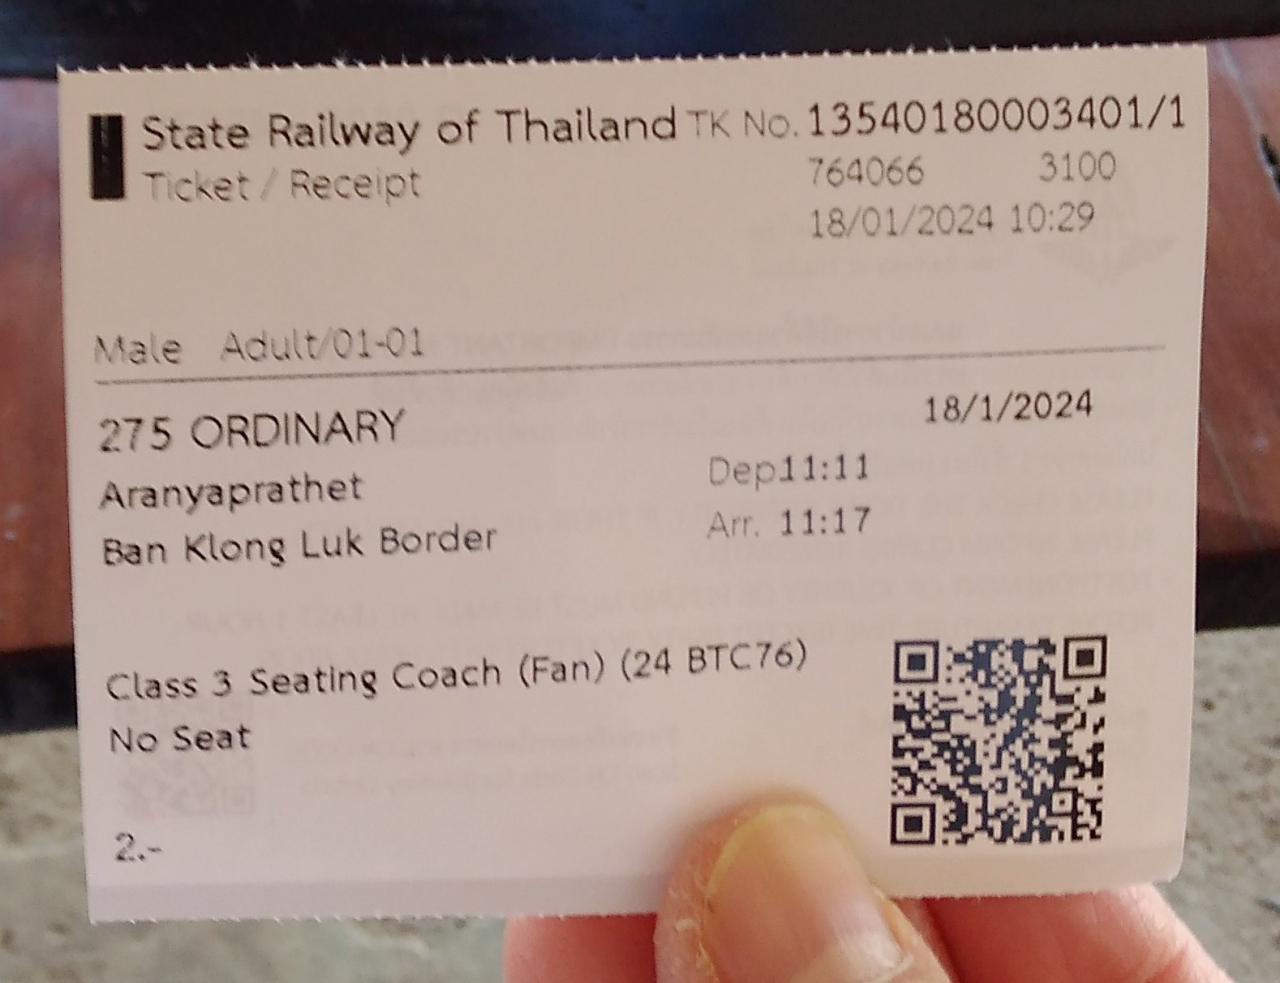 State Railway of Thailand TK No. 13540180003401/1
Ticket / Receipt 764066 3100
18/01/2024 10:29
Male Adult/01-01
275 ORDINARY 18/1/2024
Aranyaprathet Dep11:11
Ban Klong Luk Border Arr. 11:17
Class 3 Seating Coach (Fan) (24 BTC76)
No Seat
2.-